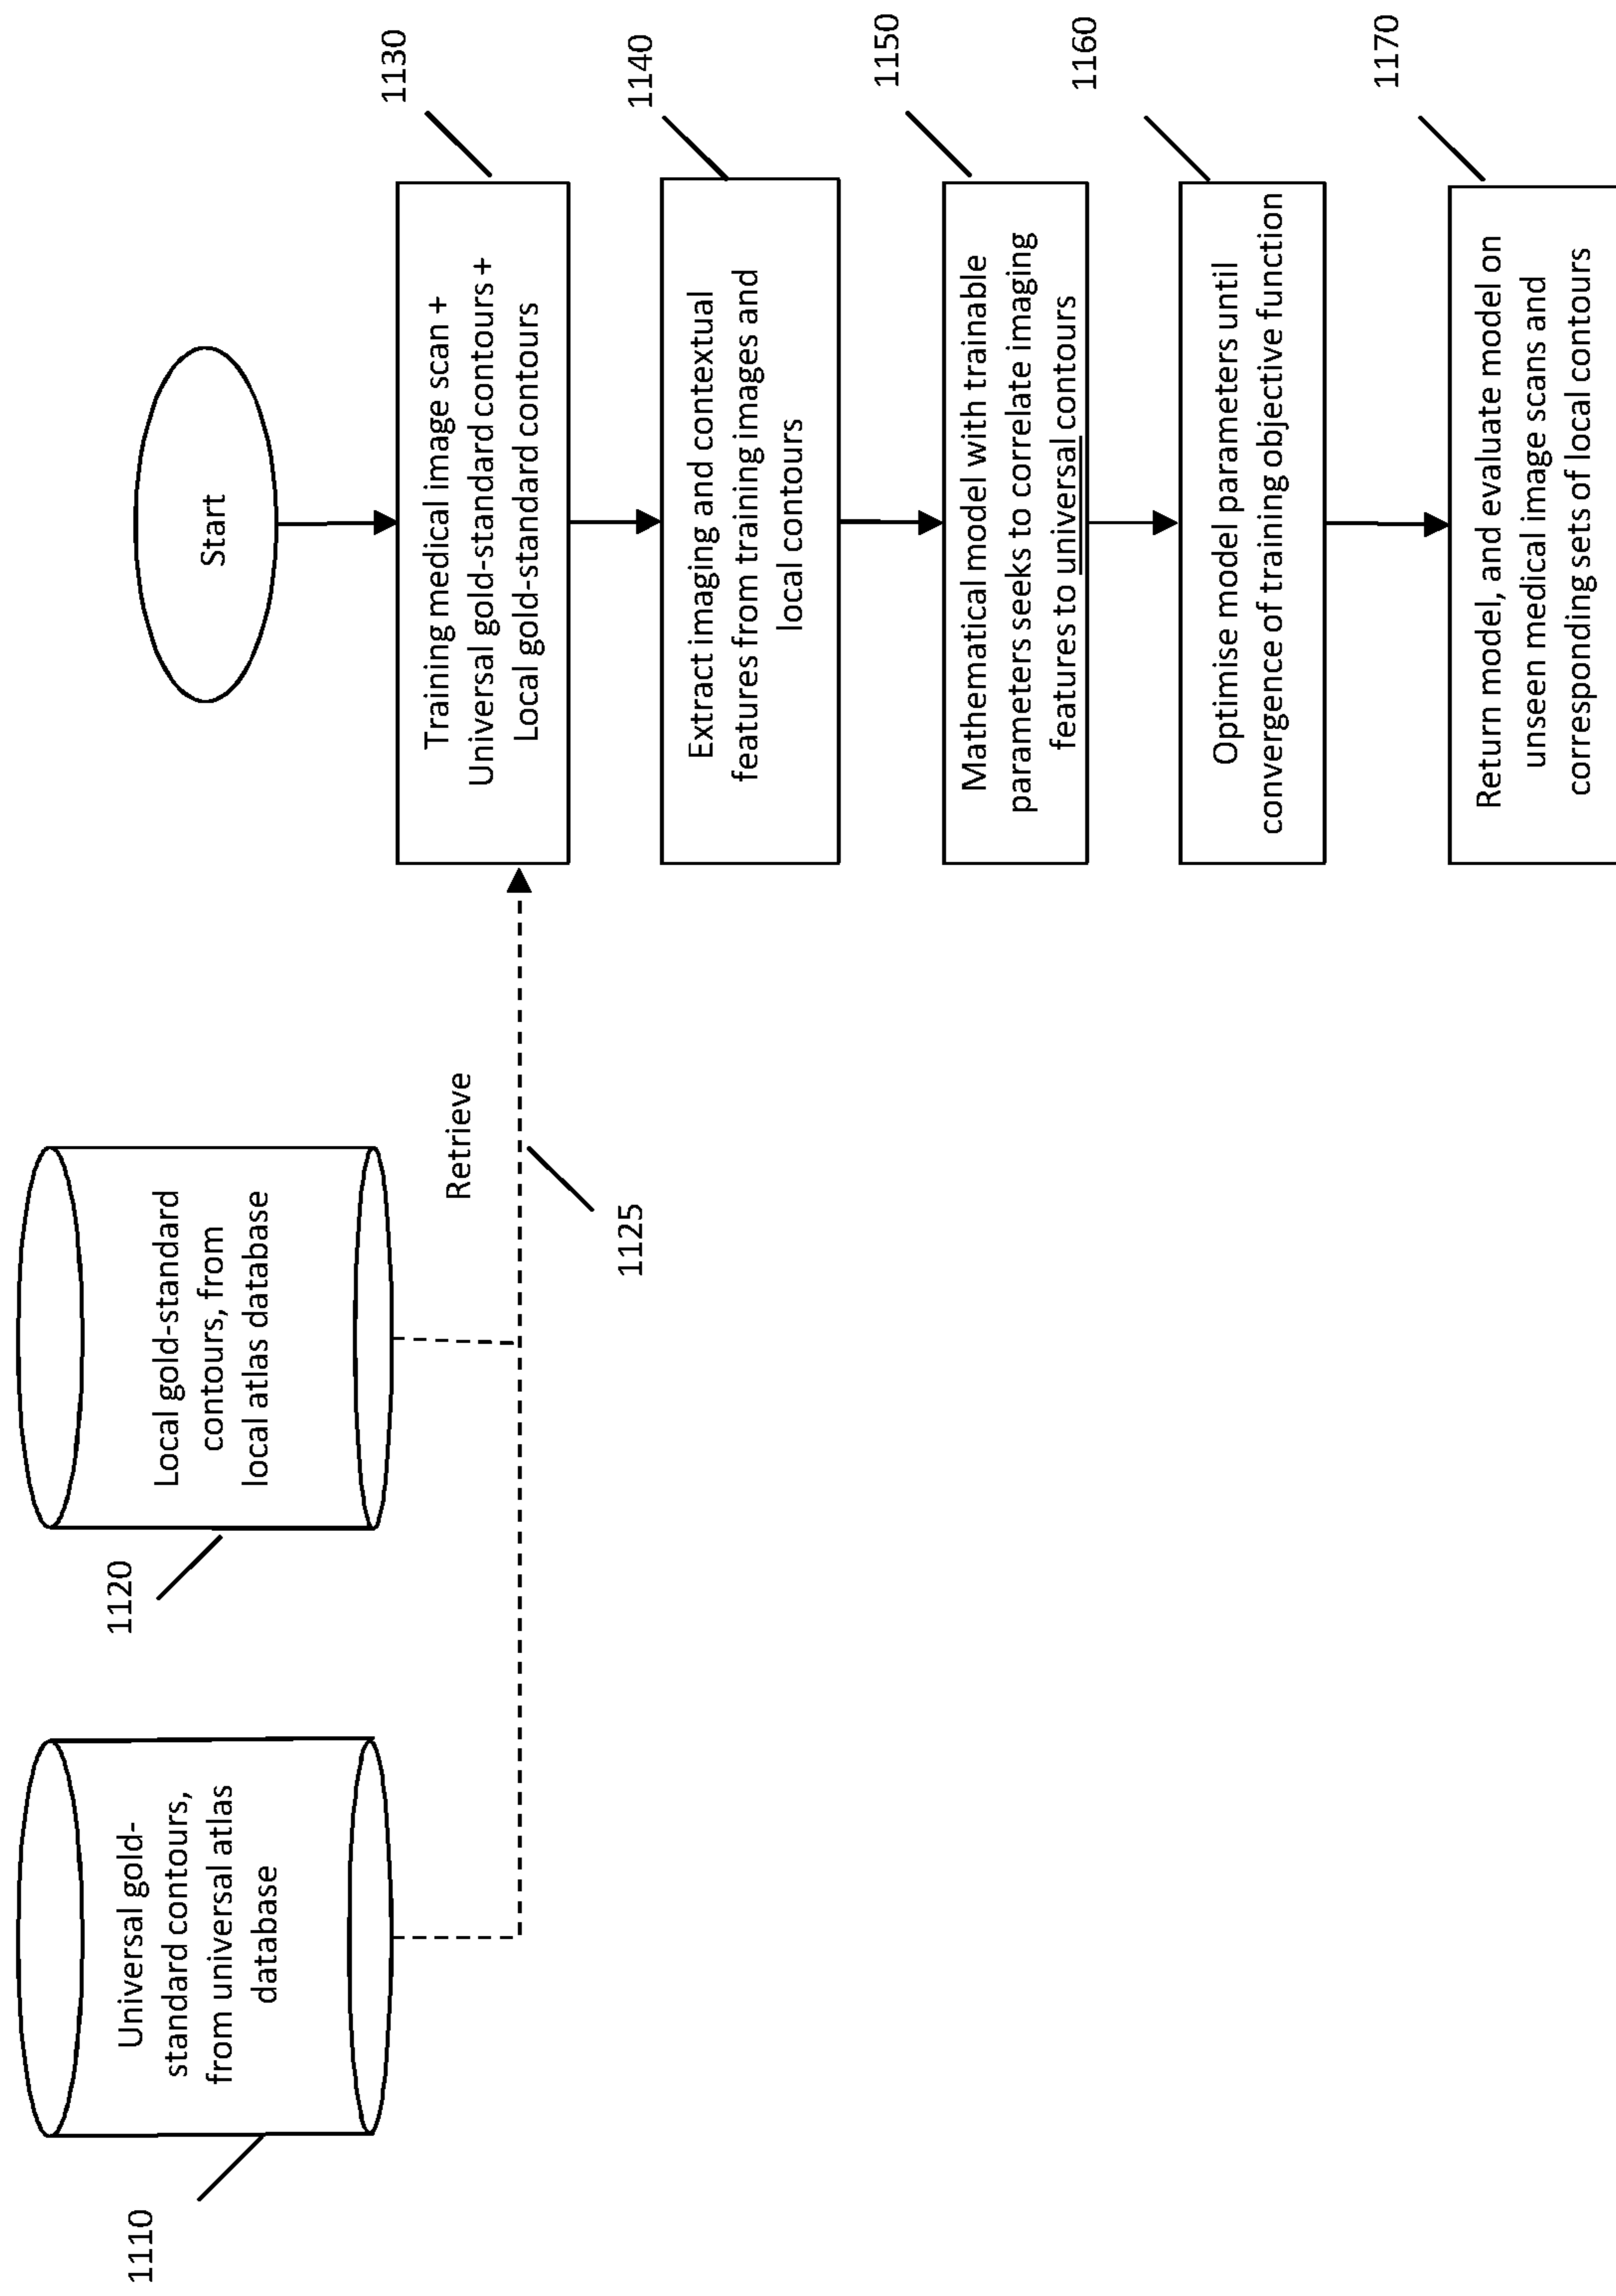 1110
Universal gold-
standard contours,
from universal atlas
database
1120
Local gold-standard
contours, from
local atlas database
Retrieve
1125
Start
1130
Training medical image scan +
Universal gold-standard contours +
Local gold-standard contours
1140
Extract imaging and contextual
features from training images and
local contours
1150
Mathematical model with trainable
parameters seeks to correlate imaging
features to universal contours
1160
Optimise model parameters until
convergence of training objective function
1170
Return model, and evaluate model on
unseen medical image scans and
corresponding sets of local contours